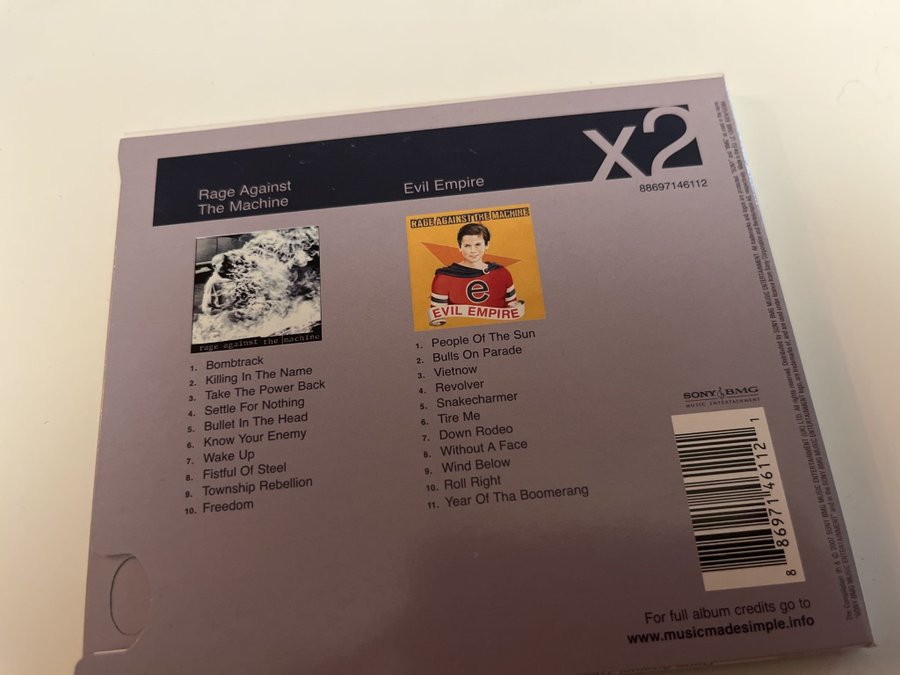 x2
88697146112
Rage Against
The Machine
rage against the machine
1. Bombtrack
2. Killing In The Name
3. Take The Power Back
4. Settle For Nothing
5. Bullet In The Head
6. Know Your Enemy
7. Wake Up
8. Fistful Of Steel
9. Township Rebellion
10. Freedom
Evil Empire
RAGE AGAINST THE MACHINE
e
EVIL EMPIRE
1. People Of The Sun
2. Bulls On Parade
3. Vietnow
4. Revolver
5. Snakecharmer
6. Tire Me
7. Down Rodeo
8. Without A Face
9. Wind Below
10. Roll Right
11. Year Of Tha Boomerang
SONY BMG
MUSIC ENTERTAINMENT
8 86971 46112 1
For full album credits go to
www.musicmadesimple.info